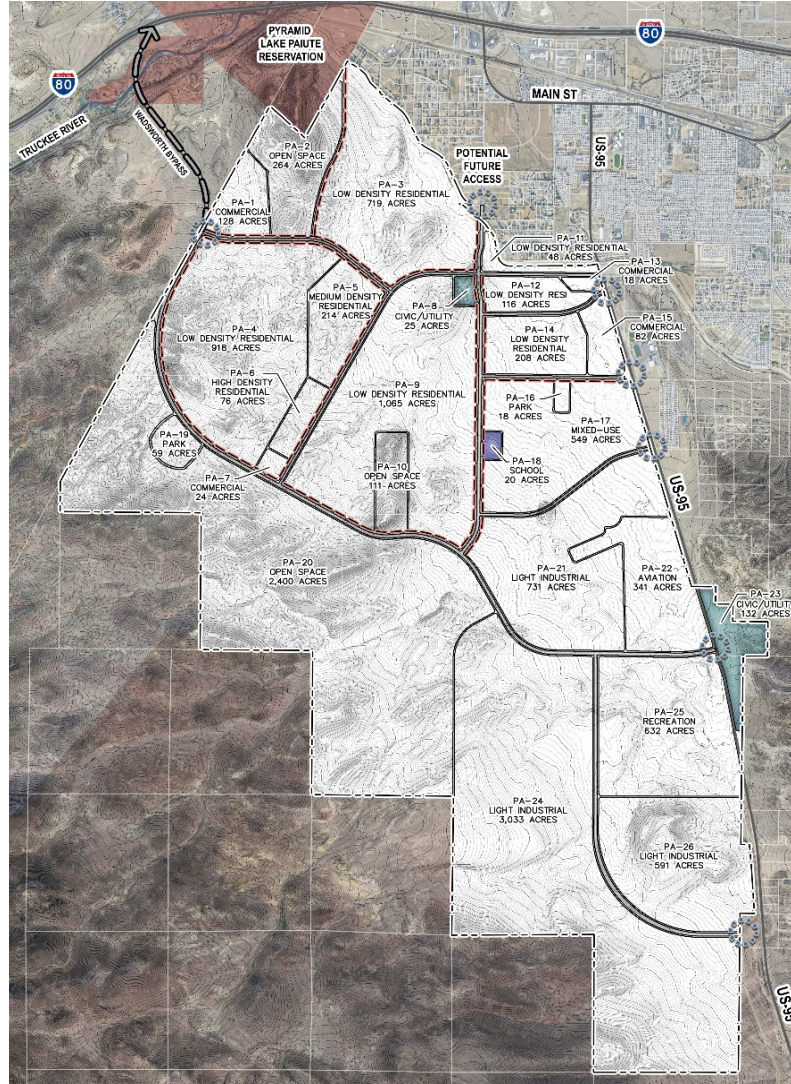 PYRAMID
LAKE PAIUTE
RESERVATION
80
80
MAIN ST
TRUCKEE RIVER
WADSWORTH BYPASS
US-95
POTENTIAL
FUTURE
ACCESS
PA-2
OPEN SPACE
264 ACRES
PA-3
LOW DENSITY RESIDENTIAL
719 ACRES
PA-1
COMMERCIAL
128 ACRES
PA-11
LOW DENSITY RESIDENTIAL
48 ACRES
PA-13
COMMERCIAL
18 ACRES
PA-12
LOW DENSITY RESI
116 ACRES
PA-5
MEDIUM DENSITY
RESIDENTIAL
214 ACRES
PA-8
CIVIC/UTILITY
25 ACRES
PA-15
COMMERCIAL
82 ACRES
PA-4
LOW DENSITY RESIDENTIAL
918 ACRES
PA-14
LOW DENSITY
RESIDENTIAL
208 ACRES
PA-6
HIGH DENSITY
RESIDENTIAL
76 ACRES
PA-9
LOW DENSITY RESIDENTIAL
1,065 ACRES
PA-16
PARK
18 ACRES
PA-17
MIXED-USE
549 ACRES
PA-19
PARK
59 ACRES
PA-18
SCHOOL
20 ACRES
PA-7
COMMERCIAL
24 ACRES
PA-10
OPEN SPACE
111 ACRES
US-95
PA-20
OPEN SPACE
2,400 ACRES
PA-21
LIGHT INDUSTRIAL
731 ACRES
PA-22
AVIATION
341 ACRES
PA-23
CIVIC/UTILITY
132 ACRES
PA-25
RECREATION
632 ACRES
PA-24
LIGHT INDUSTRIAL
3,033 ACRES
PA-26
LIGHT INDUSTRIAL
591 ACRES
US-95